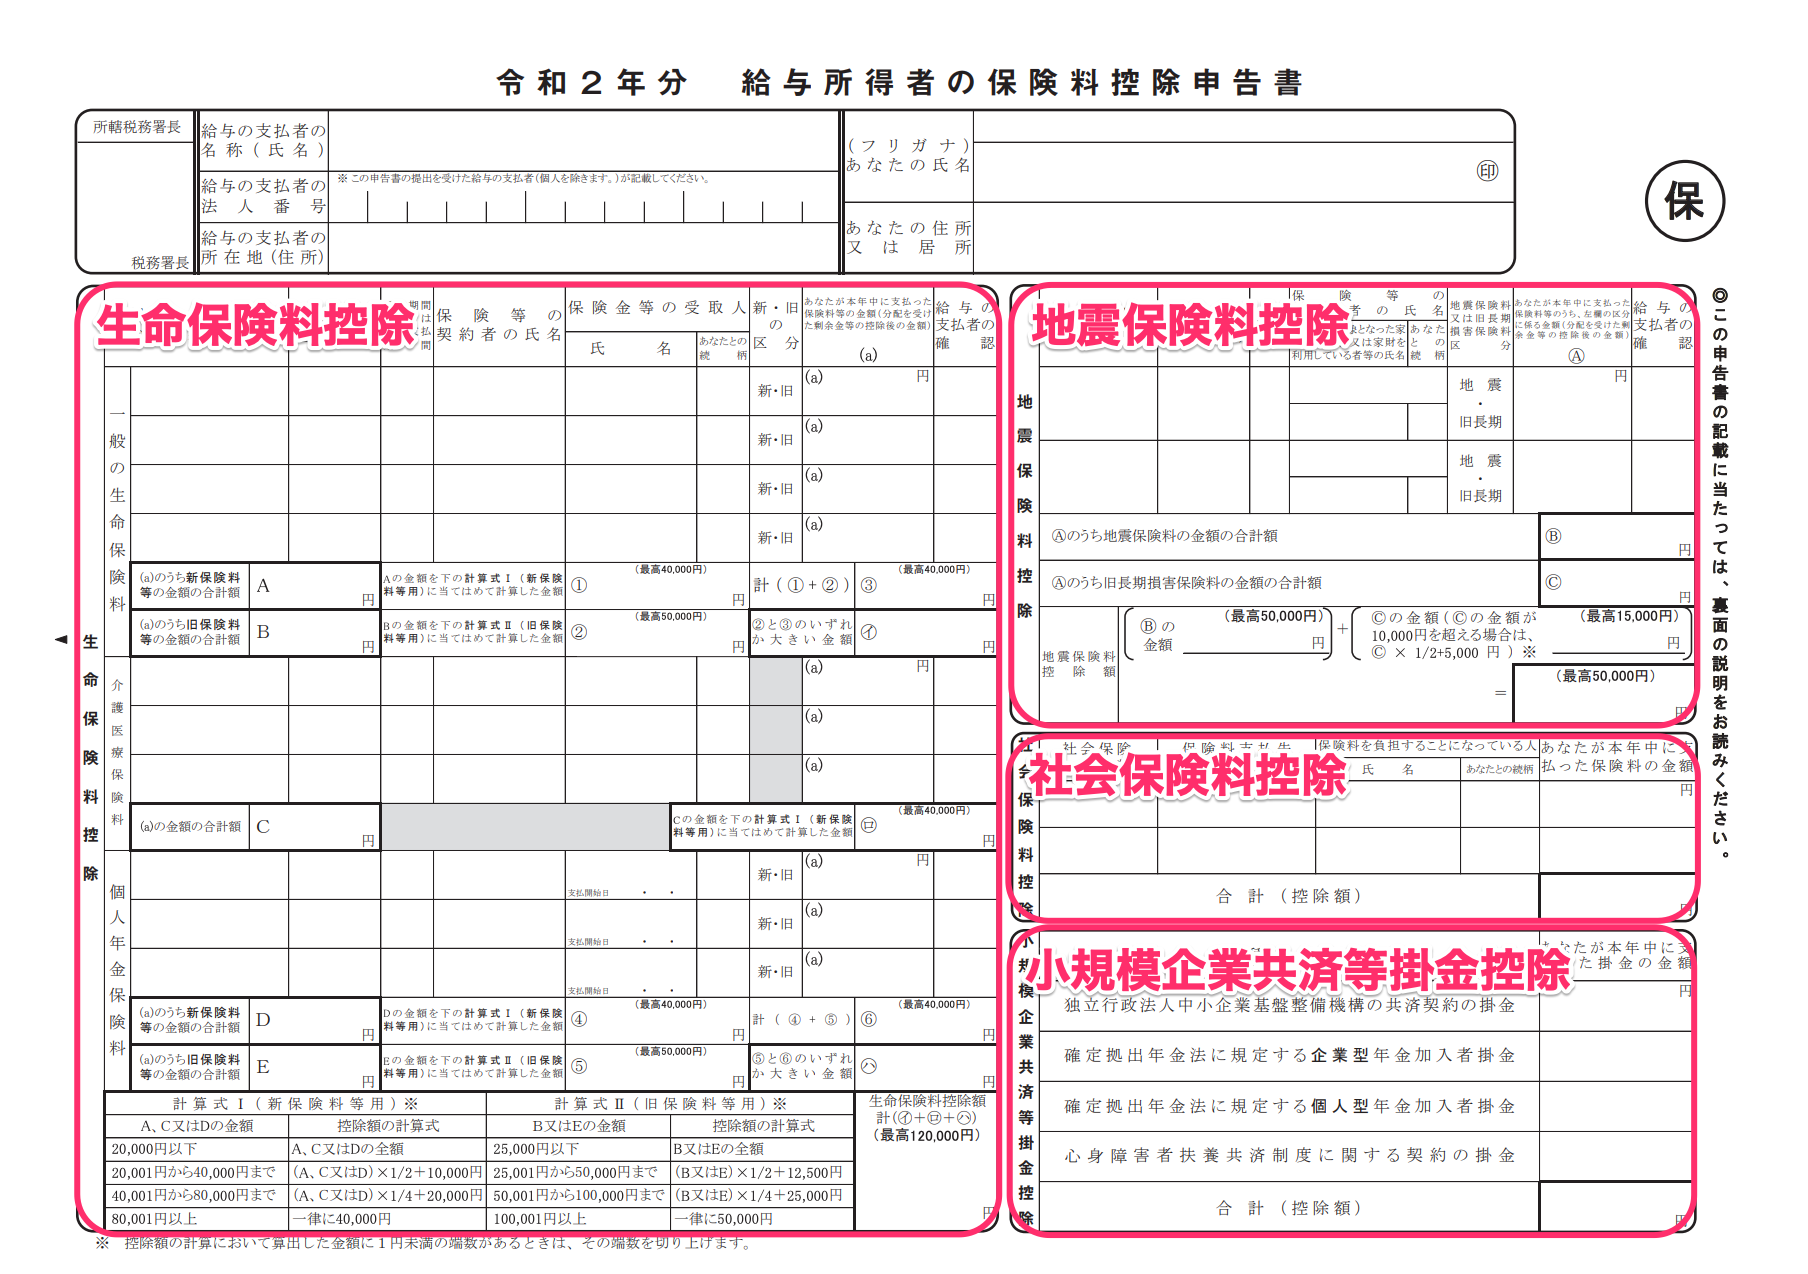 令和2年分　給与所得者の保険料控除申告書
所轄税務署長
税務署長
給与の支払者の
名称（氏名）
給与の支払者の
法人番号
※この申告書の提出を受けた給与の支払者(個人を除きます。)が記載してください。
給与の支払者の
所在地(住所)
(フリガナ)
あなたの氏名
㊞
あなたの住所
又は居所
保
◎この申告書の記載に当たっては、裏面の説明をお読みください。
生命保険料控除
生命保険料控除
保険等の
契約者の氏名
保険金等の受取人
氏名
あなたとの
続柄
新・旧
の
区分
あなたが本年中に支払った
保険料等の金額(分配を受け
た剰余金等の控除後の金額)
(a)
給与の
支払者の
確認
一般の生命保険料
新・旧
(a)
円
新・旧
(a)
新・旧
(a)
新・旧
(a)
(a)のうち新保険料
等の金額の合計額
A
円
Aの金額を下の計算式Ⅰ(新保険
料等用)に当てはめて計算した金額
①
(最高40,000円)
円
計(①+②)
③
(最高40,000円)
円
(a)のうち旧保険料
等の金額の合計額
B
円
Bの金額を下の計算式Ⅱ(旧保険
料等用)に当てはめて計算した金額
②
(最高50,000円)
円
②と③のいずれ
か大きい金額
㋑
円
介護医療保険料
(a)
円
(a)
(a)
(a)の金額の合計額
C
円
Cの金額を下の計算式Ⅰ(新保険
料等用)に当てはめて計算した金額
㋺
(最高40,000円)
円
個人年金保険料
支払開始日　・　・
新・旧
(a)
円
支払開始日　・　・
新・旧
(a)
支払開始日　・　・
新・旧
(a)
(a)のうち新保険料
等の金額の合計額
D
円
Dの金額を下の計算式Ⅰ(新保険
料等用)に当てはめて計算した金額
④
(最高40,000円)
円
計(④+⑤)
⑥
(最高40,000円)
円
(a)のうち旧保険料
等の金額の合計額
E
円
Eの金額を下の計算式Ⅱ(旧保険
料等用)に当てはめて計算した金額
⑤
(最高50,000円)
円
⑤と⑥のいずれ
か大きい金額
㋩
円
計算式Ⅰ(新保険料等用)※
計算式Ⅱ(旧保険料等用)※
A、C又はDの金額
控除額の計算式
B又はEの金額
控除額の計算式
20,000円以下
A、C又はDの全額
25,000円以下
B又はEの全額
20,001円から40,000円まで
(A、C又はD)×1/2+10,000円
25,001円から50,000円まで
(B又はE)×1/2+12,500円
40,001円から80,000円まで
(A、C又はD)×1/4+20,000円
50,001円から100,000円まで
(B又はE)×1/4+25,000円
80,001円以上
一律に40,000円
100,001円以上
一律に50,000円
生命保険料控除額
計(㋑+㋺+㋩)
(最高120,000円)
円
※　控除額の計算において算出した金額に1円未満の端数があるときは、その端数を切り上げます。
地震保険料控除
地震保険料控除
保険等の
者の氏名
となった家
又は家財を
利用している者等の氏名
あなた
との
続柄
地震保険料
又は旧長期
損害保険料
区分
あなたが本年中に支払った
保険料等のうち、左欄の区分
に係る金額(分配を受けた剰
余金等の控除後の金額)
Ⓐ
給与の
支払者の
確認
地震
・
旧長期
円
地震
・
旧長期
Ⓐのうち地震保険料の金額の合計額
Ⓑ
円
Ⓐのうち旧長期損害保険料の金額の合計額
Ⓒ
円
地震保険料
控除額
Ⓑの
金額
(最高50,000円)
円
+
Ⓒの金額(Ⓒの金額が
10,000円を超える場合は、
Ⓒ×1/2+5,000円)※
(最高15,000円)
円
=
(最高50,000円)
円
社会保険料控除
社会保険料控除
社会保険
保険料支払先
保険料を負担することになっている人
氏名
あなたとの続柄
あなたが本年中に支
払った保険料の金額
円
合計(控除額)
円
小規模企業共済等掛金控除
小規模企業共済等掛金控除
あなたが本年中に支
た掛金の金額
独立行政法人中小企業基盤整備機構の共済契約の掛金
円
確定拠出年金法に規定する企業型年金加入者掛金
確定拠出年金法に規定する個人型年金加入者掛金
心身障害者扶養共済制度に関する契約の掛金
合計(控除額)
円